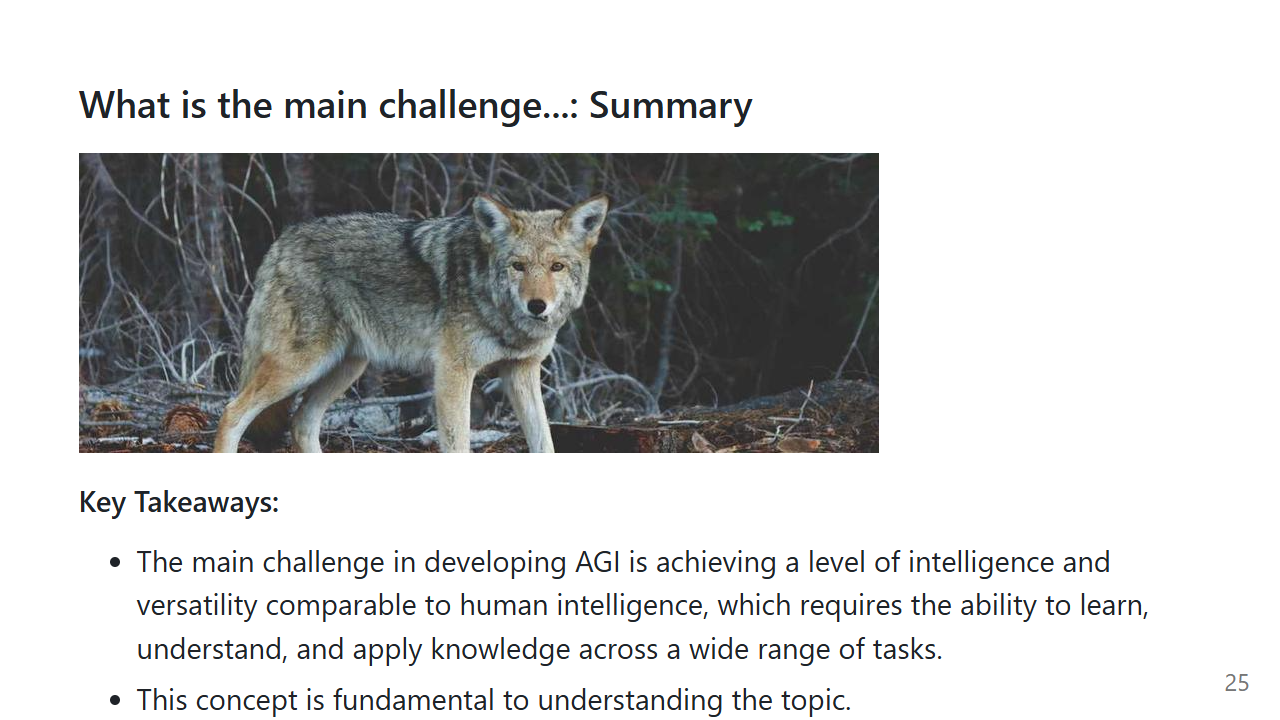 What is the main challenge...: Summary
Key Takeaways:
• The main challenge in developing AGI is achieving a level of intelligence and
versatility comparable to human intelligence, which requires the ability to learn,
understand, and apply knowledge across a wide range of tasks.
• This concept is fundamental to understanding the topic.
25